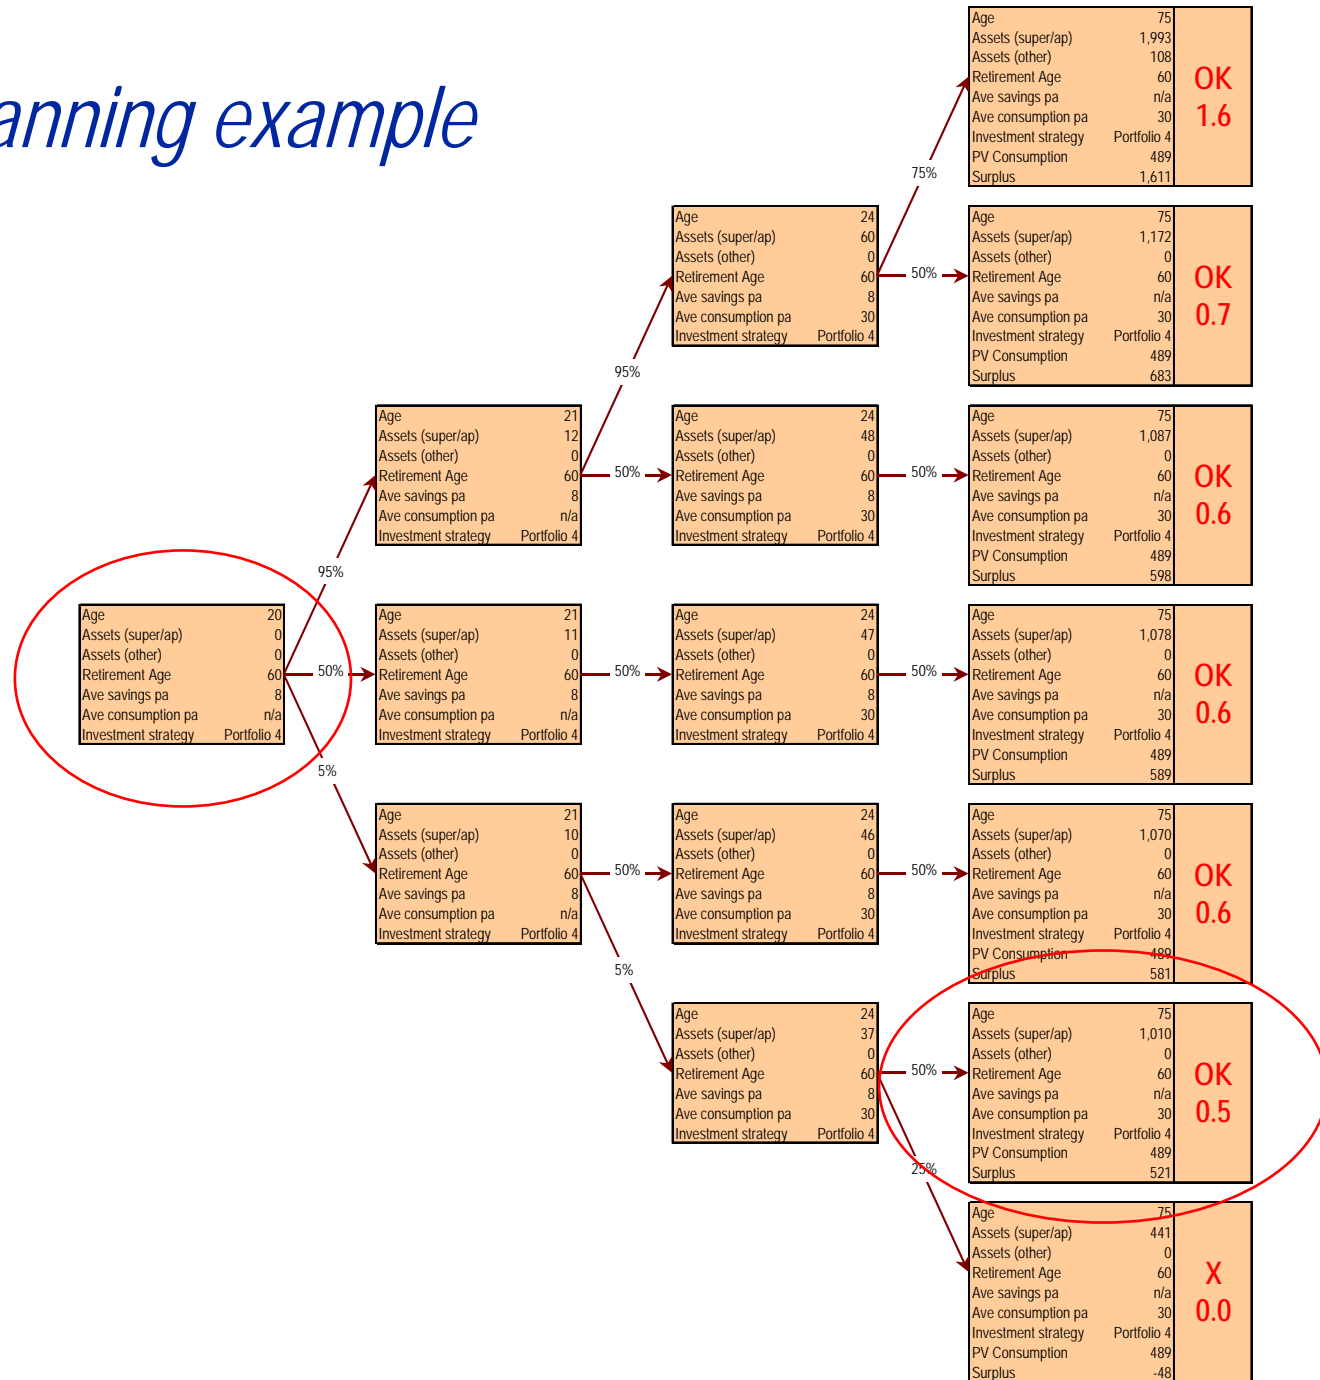 anning example
Age 20
Assets (super/ap) 0
Assets (other) 0
Retirement Age 60
Ave savings pa 8
Ave consumption pa n/a
Investment strategy Portfolio 4
95%
50%
5%
Age 21
Assets (super/ap) 12
Assets (other) 0
Retirement Age 60
Ave savings pa 8
Ave consumption pa n/a
Investment strategy Portfolio 4
Age 21
Assets (super/ap) 11
Assets (other) 0
Retirement Age 60
Ave savings pa 8
Ave consumption pa n/a
Investment strategy Portfolio 4
Age 21
Assets (super/ap) 10
Assets (other) 0
Retirement Age 60
Ave savings pa 8
Ave consumption pa n/a
Investment strategy Portfolio 4
95%
50%
50%
50%
5%
Age 24
Assets (super/ap) 60
Assets (other) 0
Retirement Age 60
Ave savings pa 8
Ave consumption pa 30
Investment strategy Portfolio 4
Age 24
Assets (super/ap) 48
Assets (other) 0
Retirement Age 60
Ave savings pa 8
Ave consumption pa 30
Investment strategy Portfolio 4
Age 24
Assets (super/ap) 47
Assets (other) 0
Retirement Age 60
Ave savings pa 8
Ave consumption pa 30
Investment strategy Portfolio 4
Age 24
Assets (super/ap) 46
Assets (other) 0
Retirement Age 60
Ave savings pa 8
Ave consumption pa 30
Investment strategy Portfolio 4
Age 24
Assets (super/ap) 37
Assets (other) 0
Retirement Age 60
Ave savings pa 8
Ave consumption pa 30
Investment strategy Portfolio 4
75%
50%
50%
50%
50%
50%
25%
Age 75
Assets (super/ap) 1,993
Assets (other) 108
Retirement Age 60
Ave savings pa n/a
Ave consumption pa 30
Investment strategy Portfolio 4
PV Consumption 489
Surplus 1,611
OK
1.6
Age 75
Assets (super/ap) 1,172
Assets (other) 0
Retirement Age 60
Ave savings pa n/a
Ave consumption pa 30
Investment strategy Portfolio 4
PV Consumption 489
Surplus 683
OK
0.7
Age 75
Assets (super/ap) 1,087
Assets (other) 0
Retirement Age 60
Ave savings pa n/a
Ave consumption pa 30
Investment strategy Portfolio 4
PV Consumption 489
Surplus 598
OK
0.6
Age 75
Assets (super/ap) 1,078
Assets (other) 0
Retirement Age 60
Ave savings pa n/a
Ave consumption pa 30
Investment strategy Portfolio 4
PV Consumption 489
Surplus 589
OK
0.6
Age 75
Assets (super/ap) 1,070
Assets (other) 0
Retirement Age 60
Ave savings pa n/a
Ave consumption pa 30
Investment strategy Portfolio 4
PV Consumption 489
Surplus 581
OK
0.6
Age 75
Assets (super/ap) 1,010
Assets (other) 0
Retirement Age 60
Ave savings pa n/a
Ave consumption pa 30
Investment strategy Portfolio 4
PV Consumption 489
Surplus 521
OK
0.5
Age 75
Assets (super/ap) 441
Assets (other) 0
Retirement Age 60
Ave savings pa n/a
Ave consumption pa 30
Investment strategy Portfolio 4
PV Consumption 489
Surplus -48
X
0.0